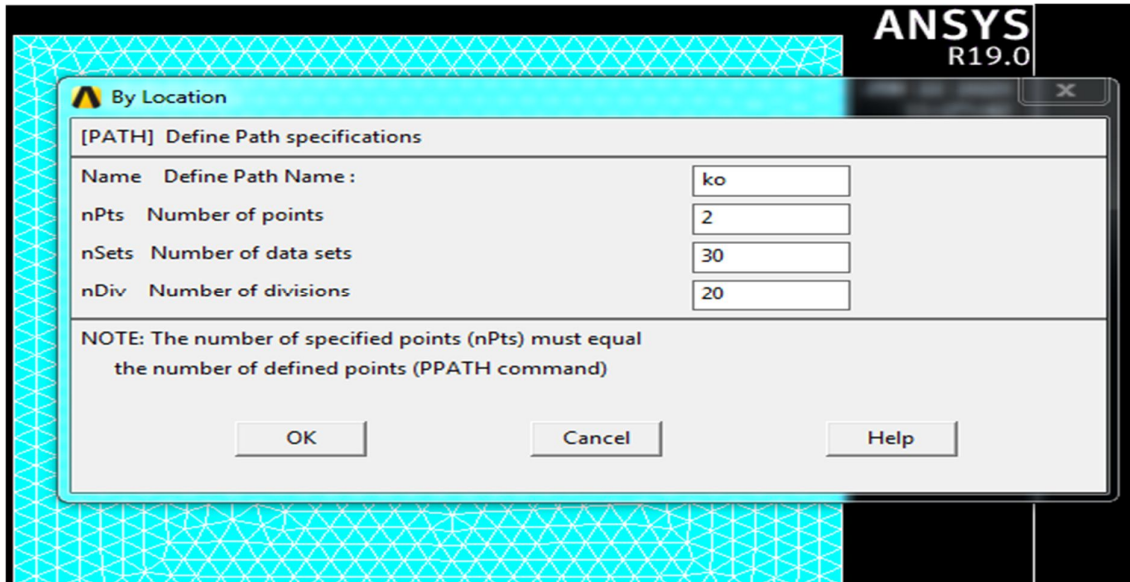 ANSYS
R19.0
By Location
[PATH] Define Path specifications
Name Define Path Name :
ko
nPts Number of points
2
nSets Number of data sets
30
nDiv Number of divisions
20
NOTE: The number of specified points (nPts) must equal
the number of defined points (PPATH command)
OK Cancel Help